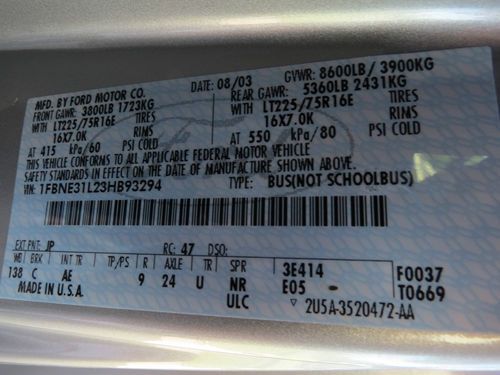 MFD. BY FORD MOTOR CO.
DATE: 08/03
GVWR: 8600LB/ 3900KG
FRONT GAWR: 3800LB 1723KG
REAR GAWR: 5360LB 2431KG
LT225/75R16E TIRES
WITH LT225/75R16E TIRES
16X7.0K RIMS
16X7.0K RIMS
AT 415 kPa/60 PSI COLD
AT 550 kPa/80 PSI COLD
THIS VEHICLE CONFORMS TO ALL APPLICABLE FEDERAL MOTOR VEHICLE
SAFETY STANDARDS IN EFFECT ON THE DATE OF MANUFACTURE SHOWN ABOVE.
1FBNE31L23HB93294
TYPE: BUS(NOT SCHOOLBUS)
EXT PNT: JP RC: 47 DSO:
WB BRK INT TR TP/PS R AXLE TR SPR 3E414 F0037
138 C AE 9 24 U NR E05 T0669
MADE IN U.S.A. ULC ▽ 2U5A-3520472-AA